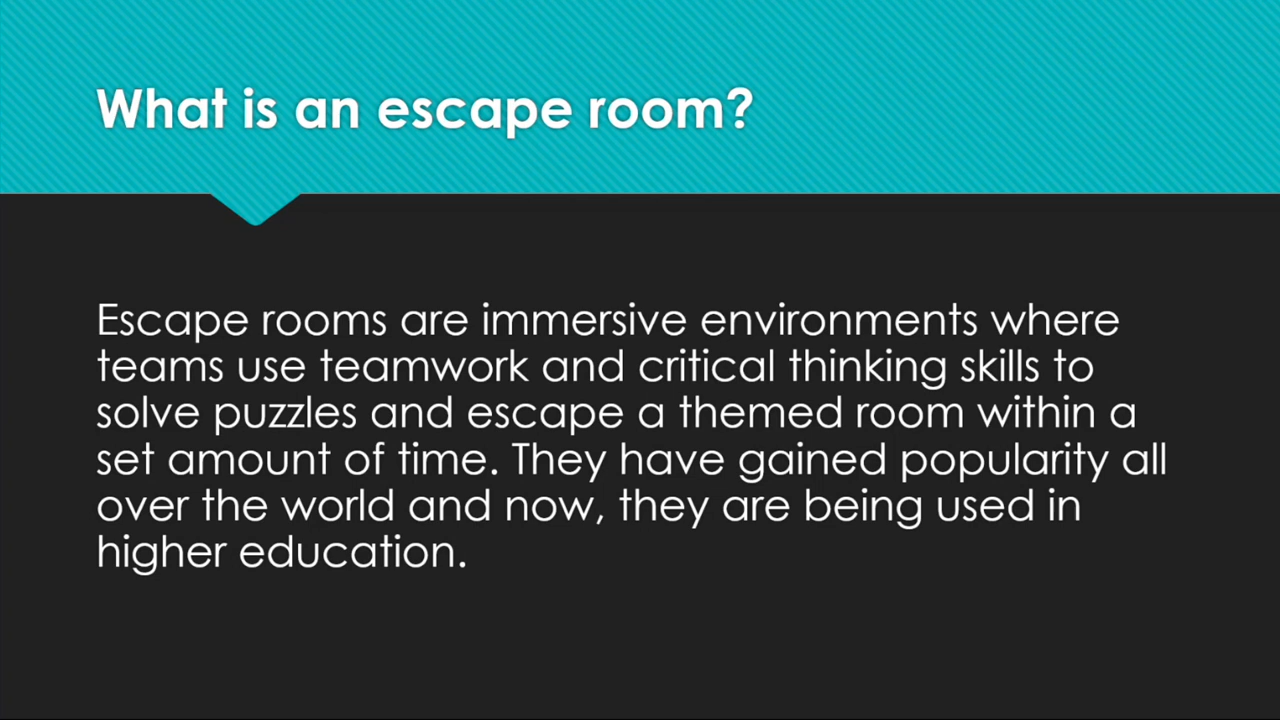 What is an escape room?
Escape rooms are immersive environments where
teams use teamwork and critical thinking skills to
solve puzzles and escape a themed room within a
set amount of time. They have gained popularity all
over the world and now, they are being used in
higher education.